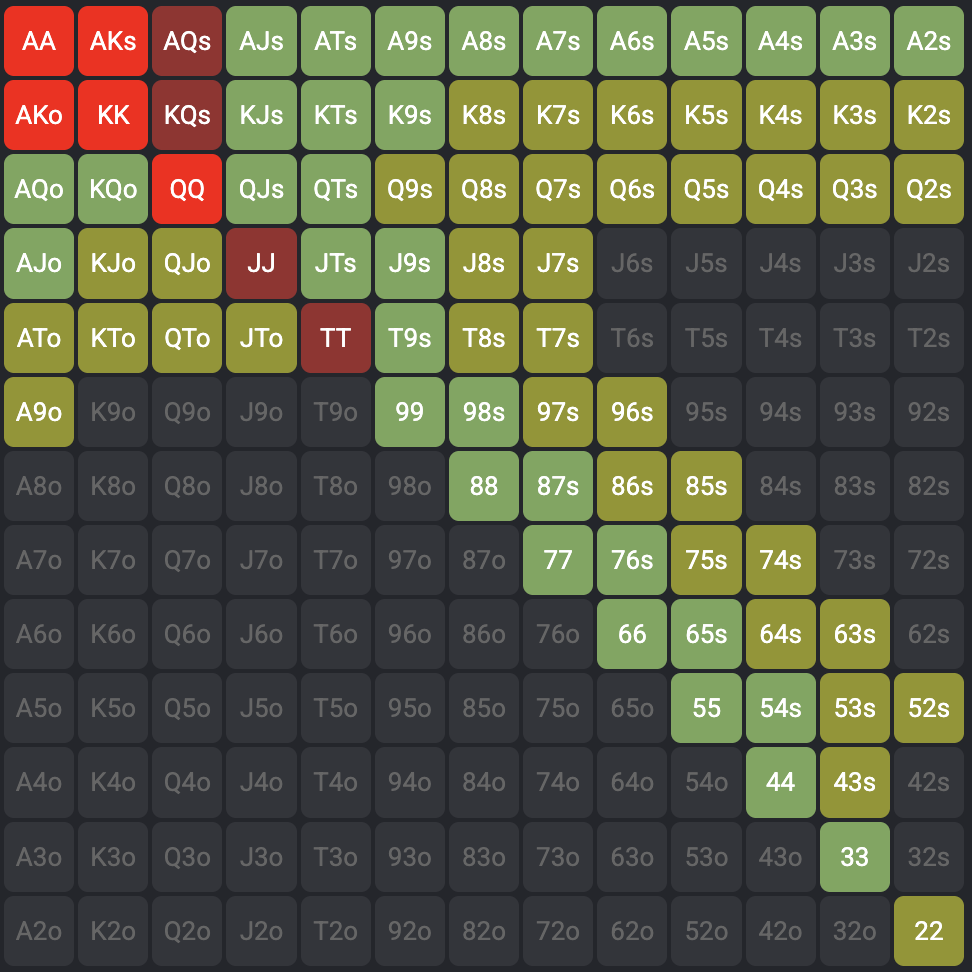 AA AKs AQs AJs ATs A9s A8s A7s A6s A5s A4s A3s A2s
AKo KK KQs KJs KTs K9s K8s K7s K6s K5s K4s K3s K2s
AQo KQo QQ QJs QTs Q9s Q8s Q7s Q6s Q5s Q4s Q3s Q2s
AJo KJo QJo JJ JTs J9s J8s J7s J6s J5s J4s J3s J2s
ATo KTo QTo JTo TT T9s T8s T7s T6s T5s T4s T3s T2s
A9o K9o Q9o J9o T9o 99 98s 97s 96s 95s 94s 93s 92s
A8o K8o Q8o J8o T8o 98o 88 87s 86s 85s 84s 83s 82s
A7o K7o Q7o J7o T7o 97o 87o 77 76s 75s 74s 73s 72s
A6o K6o Q6o J6o T6o 96o 86o 76o 66 65s 64s 63s 62s
A5o K5o Q5o J5o T5o 95o 85o 75o 65o 55 54s 53s 52s
A4o K4o Q4o J4o T4o 94o 84o 74o 64o 54o 44 43s 42s
A3o K3o Q3o J3o T3o 93o 83o 73o 63o 53o 43o 33 32s
A2o K2o Q2o J2o T2o 92o 82o 72o 62o 52o 42o 32o 22